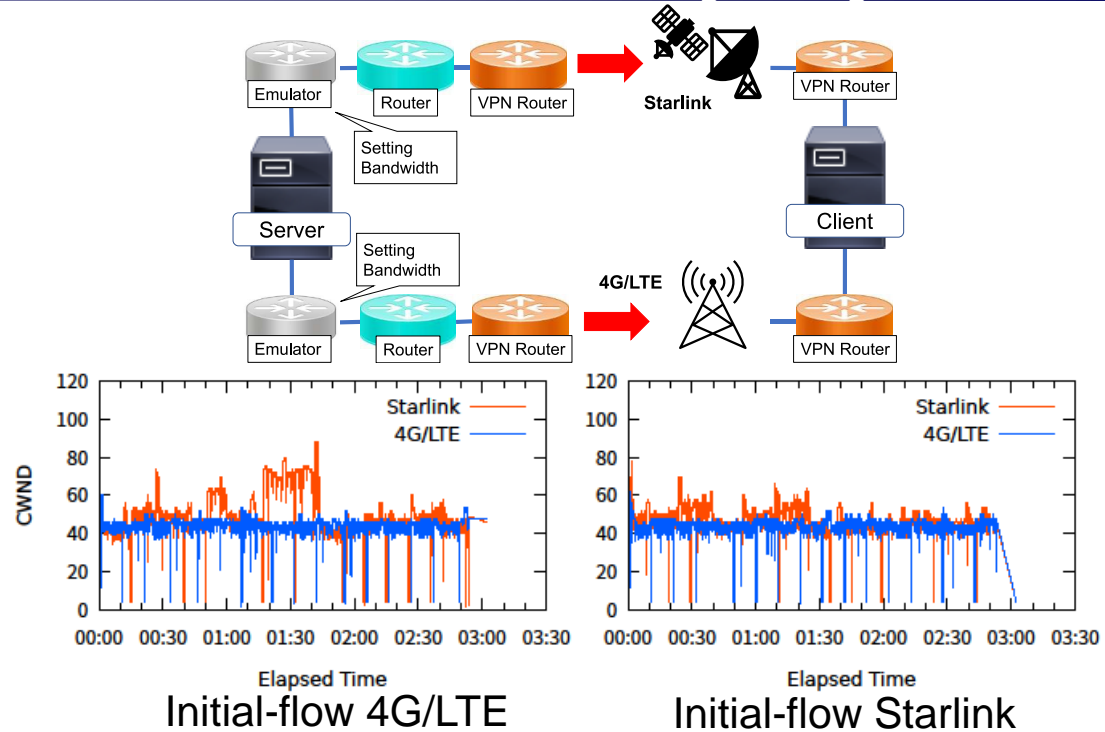 Emulator
Router
VPN Router
Starlink
VPN Router
Setting
Bandwidth
Server
Client
Setting
Bandwidth
4G/LTE
Emulator
Router
VPN Router
VPN Router
120
100
80
60
40
20
0
CWND
Starlink
4G/LTE
00:00 00:30 01:00 01:30 02:00 02:30 03:00 03:30
Elapsed Time
Initial-flow 4G/LTE
120
100
80
60
40
20
0
Starlink
4G/LTE
00:00 00:30 01:00 01:30 02:00 02:30 03:00 03:30
Elapsed Time
Initial-flow Starlink